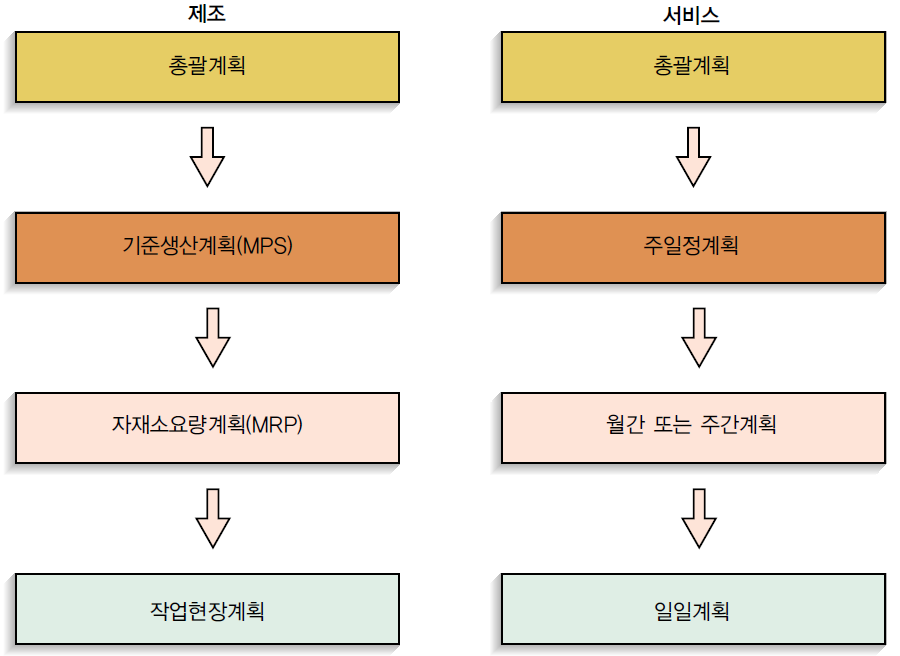 제조
서비스
총괄계획
총괄계획
기준생산계획(MPS)
주일정계획
자재소요량계획(MRP)
월간 또는 주간계획
작업현장계획
일일계획